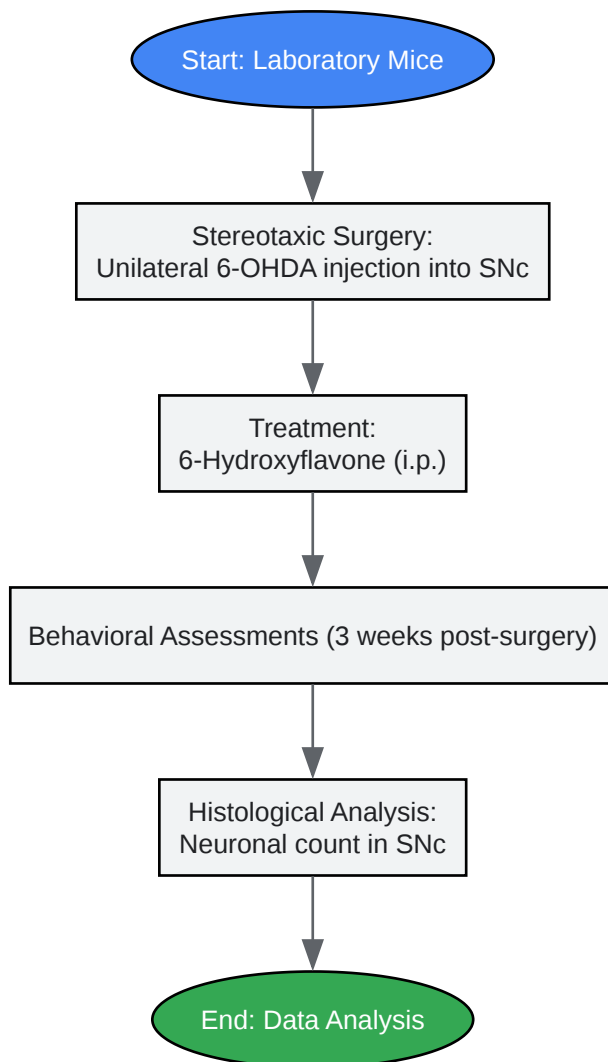 Start: Laboratory Mice
Stereotaxic Surgery:
Unilateral 6-OHDA injection into SNc
Treatment:
6-Hydroxyflavone (i.p.)
Behavioral Assessments (3 weeks post-surgery)
Histological Analysis:
Neuronal count in SNc
End: Data Analysis